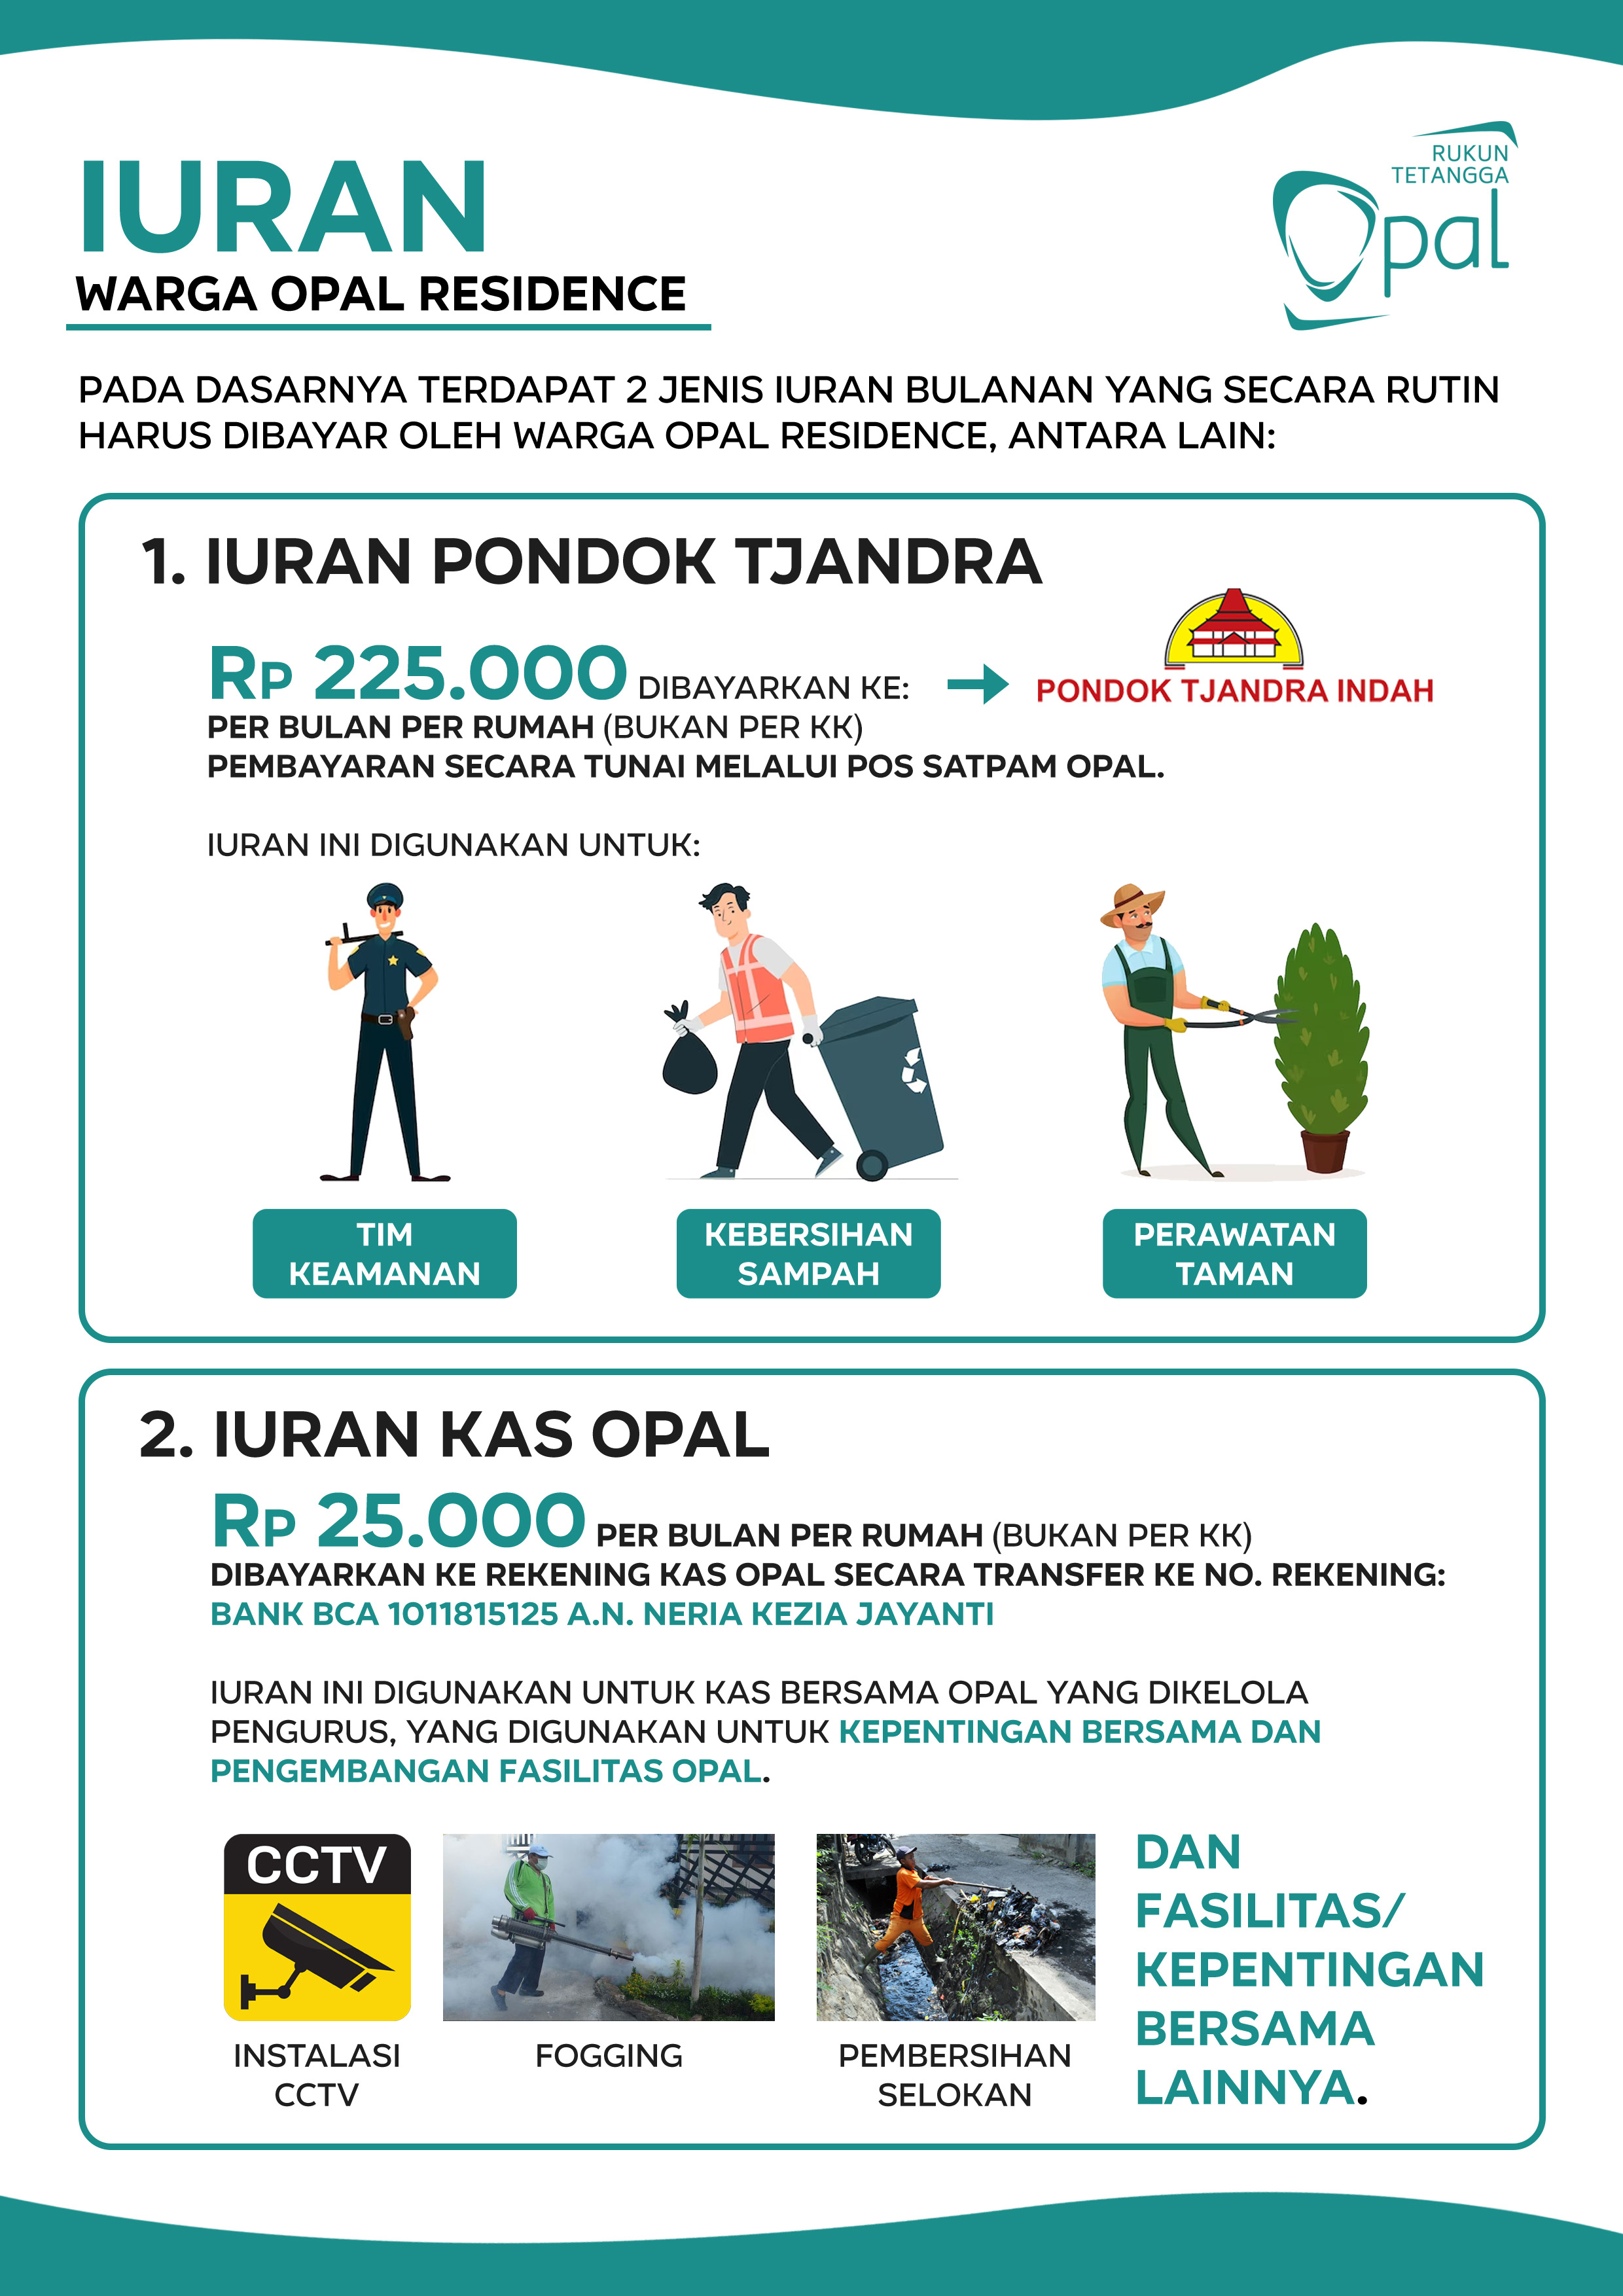 IURAN
WARGA OPAL RESIDENCE
RUKUN
TETANGGA
Opal
PADA DASARNYA TERDAPAT 2 JENIS IURAN BULANAN YANG SECARA RUTIN
HARUS DIBAYAR OLEH WARGA OPAL RESIDENCE, ANTARA LAIN:
1. IURAN PONDOK TJANDRA
RP 225.000 DIBAYARKAN KE:
PONDOK TJANDRA INDAH
PER BULAN PER RUMAH (BUKAN PER KK)
PEMBAYARAN SECARA TUNAI MELALUI POS SATPAM OPAL.
IURAN INI DIGUNAKAN UNTUK:
TIM
KEAMANAN
KEBERSIHAN
SAMPAH
PERAWATAN
TAMAN
2. IURAN KAS OPAL
RP 25.000 PER BULAN PER RUMAH (BUKAN PER KK)
DIBAYARKAN KE REKENING KAS OPAL SECARA TRANSFER KE NO. REKENING:
BANK BCA 1011815125 A.N. NERIA KEZIA JAYANTI
IURAN INI DIGUNAKAN UNTUK KAS BERSAMA OPAL YANG DIKELOLA
PENGURUS, YANG DIGUNAKAN UNTUK KEPENTINGAN BERSAMA DAN
PENGEMBANGAN FASILITAS OPAL.
CCTV
INSTALASI
CCTV
FOGGING
PEMBERSIHAN
SELOKAN
DAN
FASILITAS/
KEPENTINGAN
BERSAMA
LAINNYA.